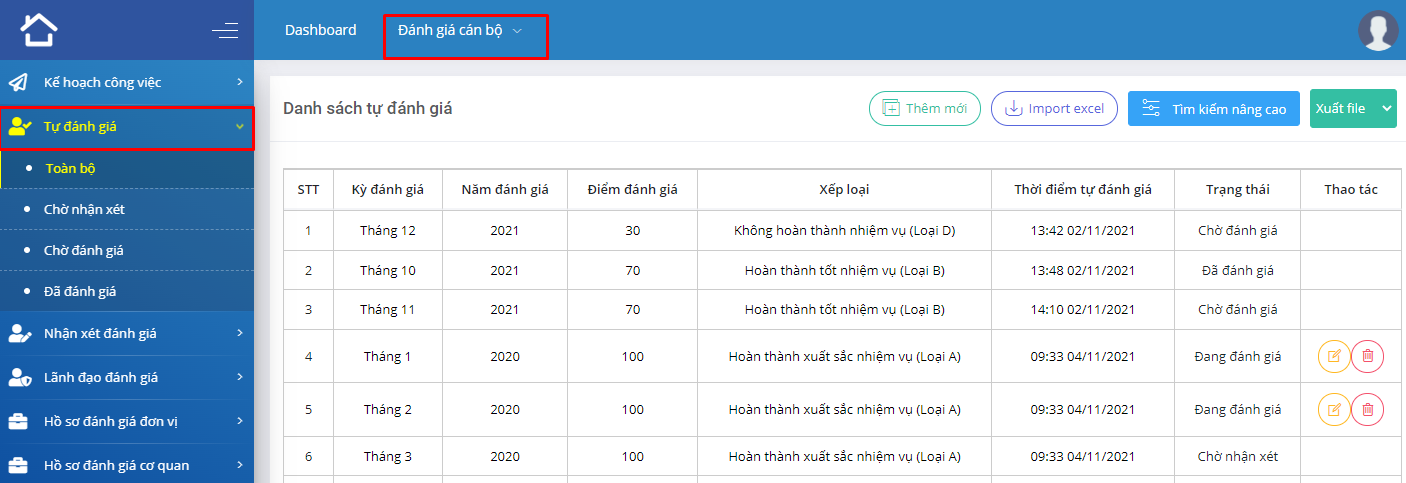 Dashboard Đánh giá cán bộ
Kế hoạch công việc
Tự đánh giá
Toàn bộ
Chờ nhận xét
Chờ đánh giá
Đã đánh giá
Nhận xét đánh giá
Lãnh đạo đánh giá
Hồ sơ đánh giá đơn vị
Hồ sơ đánh giá cơ quan
Danh sách tự đánh giá Thêm mới Import excel Tìm kiếm nâng cao Xuất file
STT Kỳ đánh giá Năm đánh giá Điểm đánh giá Xếp loại Thời điểm tự đánh giá Trạng thái Thao tác
1 Tháng 12 2021 30 Không hoàn thành nhiệm vụ (Loại D) 13:42 02/11/2021 Chờ đánh giá
2 Tháng 10 2021 70 Hoàn thành tốt nhiệm vụ (Loại B) 13:48 02/11/2021 Đã đánh giá
3 Tháng 11 2021 70 Hoàn thành tốt nhiệm vụ (Loại B) 14:10 02/11/2021 Chờ đánh giá
4 Tháng 1 2020 100 Hoàn thành xuất sắc nhiệm vụ (Loại A) 09:33 04/11/2021 Đang đánh giá
5 Tháng 2 2020 100 Hoàn thành xuất sắc nhiệm vụ (Loại A) 09:33 04/11/2021 Đang đánh giá
6 Tháng 3 2020 100 Hoàn thành xuất sắc nhiệm vụ (Loại A) 09:33 04/11/2021 Chờ nhận xét